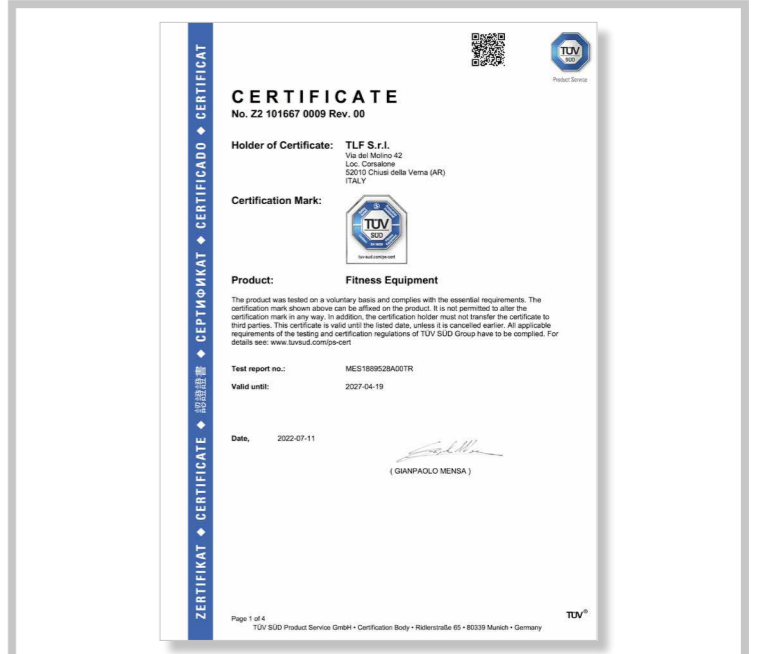 ZERTIFIKAT ◆ CERTIFICATE ◆ 認證證書 ◆ СЕРТИФИКАТ ◆ CERTIFICADO ◆ CERTIFICAT
TÜV
SÜD
Product Service
CERTIFICATE
No. Z2 101667 0009 Rev. 00
Holder of Certificate: TLF S.r.l.
Via del Molino 42
Loc. Corsalone
52010 Chiusi della Verna (AR)
ITALY
Certification Mark:
TÜV
SÜD
tuv-sud.com/ps-cert
Product: Fitness Equipment
The product was tested on a voluntary basis and complies with the essential requirements. The
certification mark shown above can be affixed on the product. It is not permitted to alter the
certification mark in any way. In addition, the certification holder must not transfer the certificate to
third parties. This certificate is valid until the listed date, unless it is cancelled earlier. All applicable
requirements of the testing and certification regulations of TÜV SÜD Group have to be complied. For
details see: www.tuvsud.com/ps-cert
Test report no.: MES1889528A00TR
Valid until: 2027-04-19
Date, 2022-07-11
( GIANPAOLO MENSA )
Page 1 of 4
TÜV SÜD Product Service GmbH • Certification Body • Ridlerstraße 65 • 80339 Munich • Germany
TÜV®